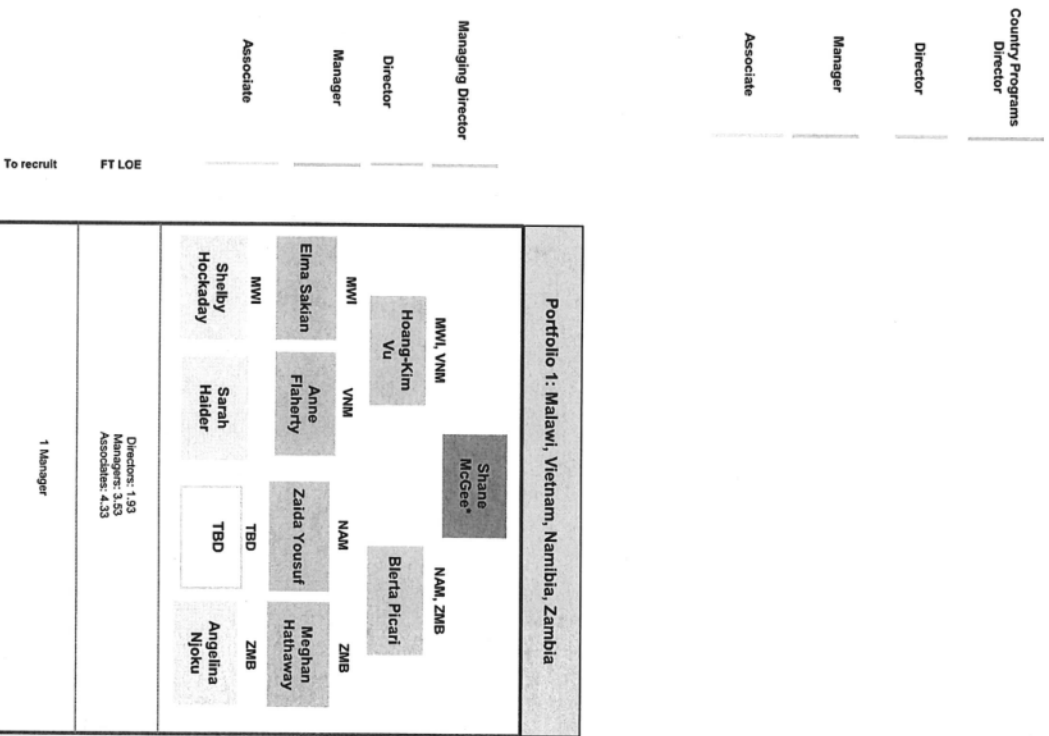 Country Programs
Director
Director
Manager
Associate
Portfolio 1: Malawi, Vietnam, Namibia, Zambia
Managing Director
Shane
McGee*
Director
MWI, VNM
Hoang-Kim
Vu
NAM, ZMB
Blerta Picari
Manager
MWI
Elma Sakian
VNM
Anne
Flaherty
NAM
Zaida Yousuf
ZMB
Meghan
Hathaway
Associate
MWI
Shelby
Hockaday
Sarah
Haider
TBD
TBD
ZMB
Angelina
Njoku
FT LOE
Directors: 1.93
Managers: 3.53
Associates: 4.33
To recruit
1 Manager